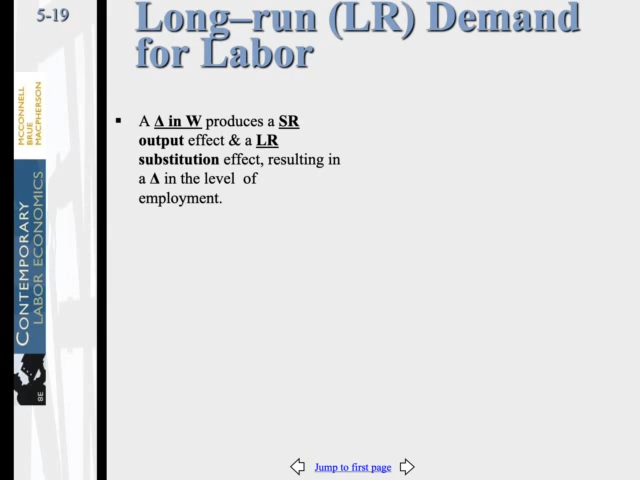 5-19
Long–run (LR) Demand
for Labor
▪ A Δ in W produces a SR
output effect & a LR
substitution effect, resulting in
a Δ in the level of
employment.
MCCONNELL
BRUE
MACPHERSON
CONTEMPORARY
LABOR ECONOMICS
8E
Jump to first page